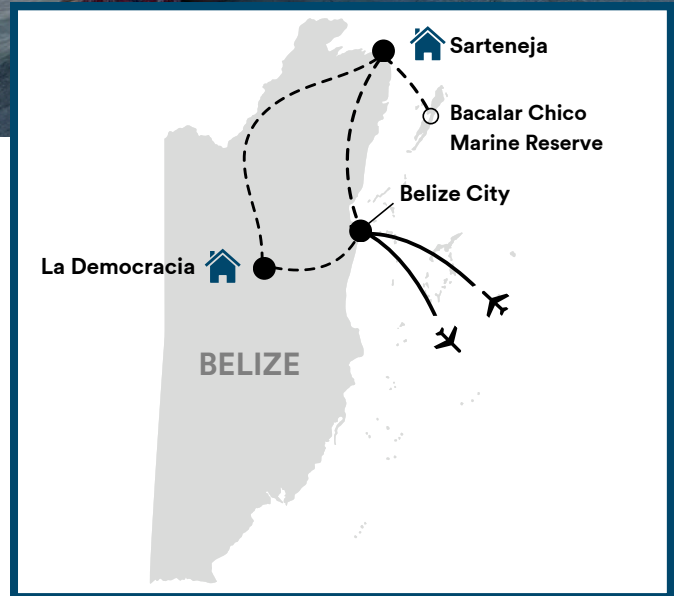 Sarteneja
Bacalar Chico
Marine Reserve
Belize City
La Democracia
BELIZE